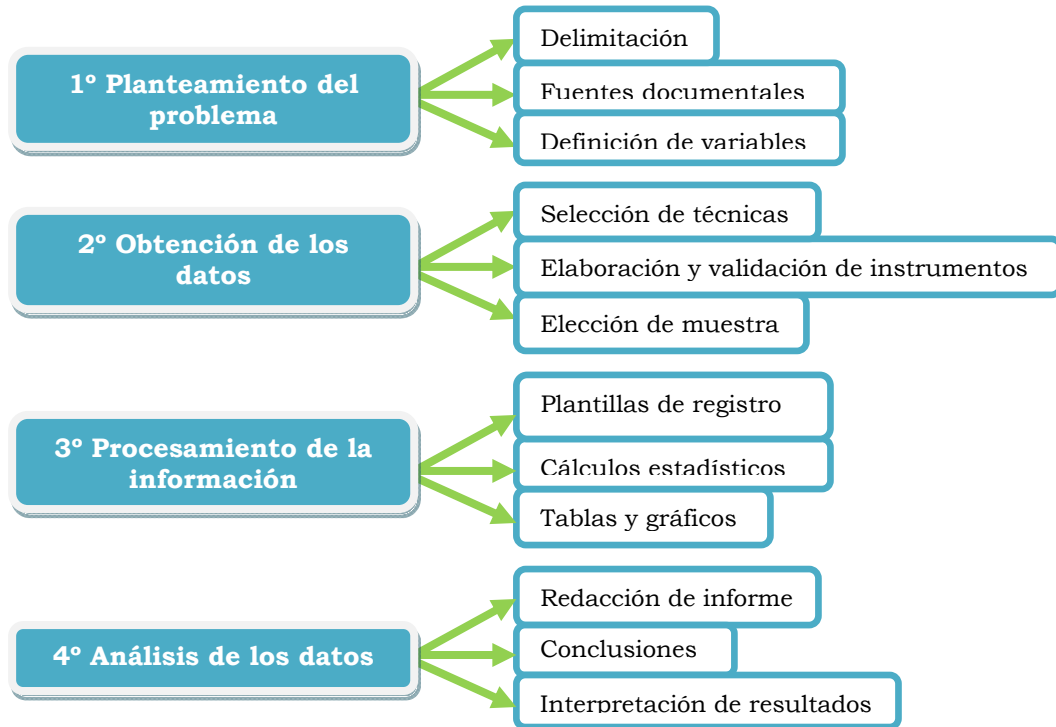 1º Planteamiento del
problema
Delimitación
Fuentes documentales
Definición de variables
2º Obtención de los
datos
Selección de técnicas
Elaboración y validación de instrumentos
Elección de muestra
3º Procesamiento de la
información
Plantillas de registro
Cálculos estadísticos
Tablas y gráficos
4º Análisis de los datos
Redacción de informe
Conclusiones
Interpretación de resultados